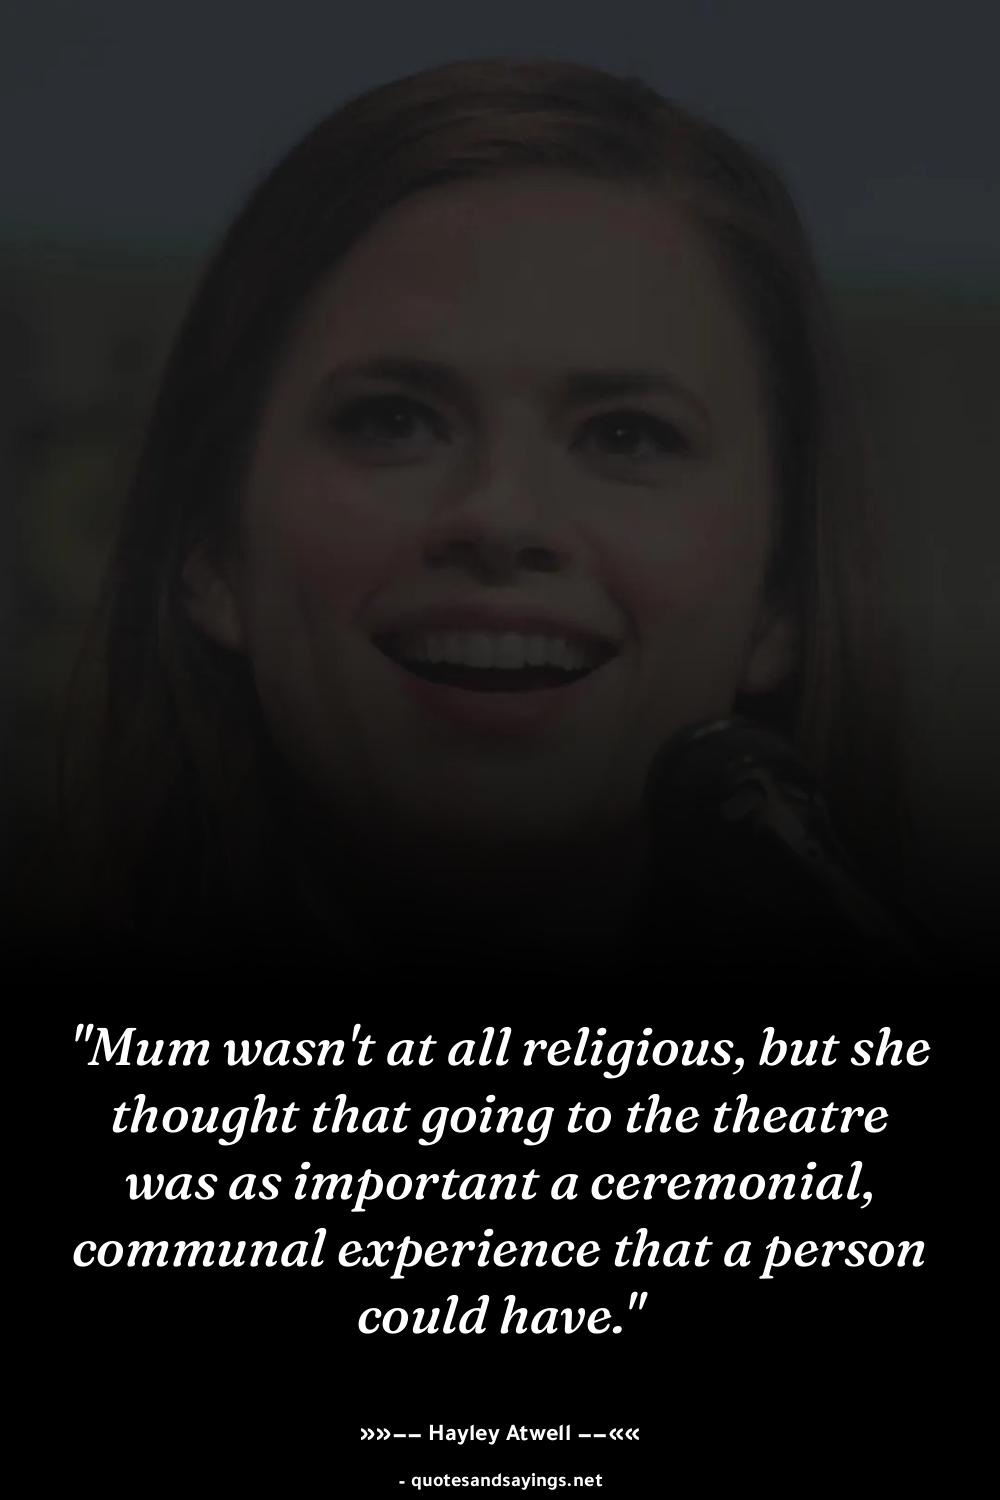 "Mum wasn't at all religious, but she
thought that going to the theatre
was as important a ceremonial,
communal experience that a person
could have."
»»−− Hayley Atwell −−««
- quotesandsayings.net